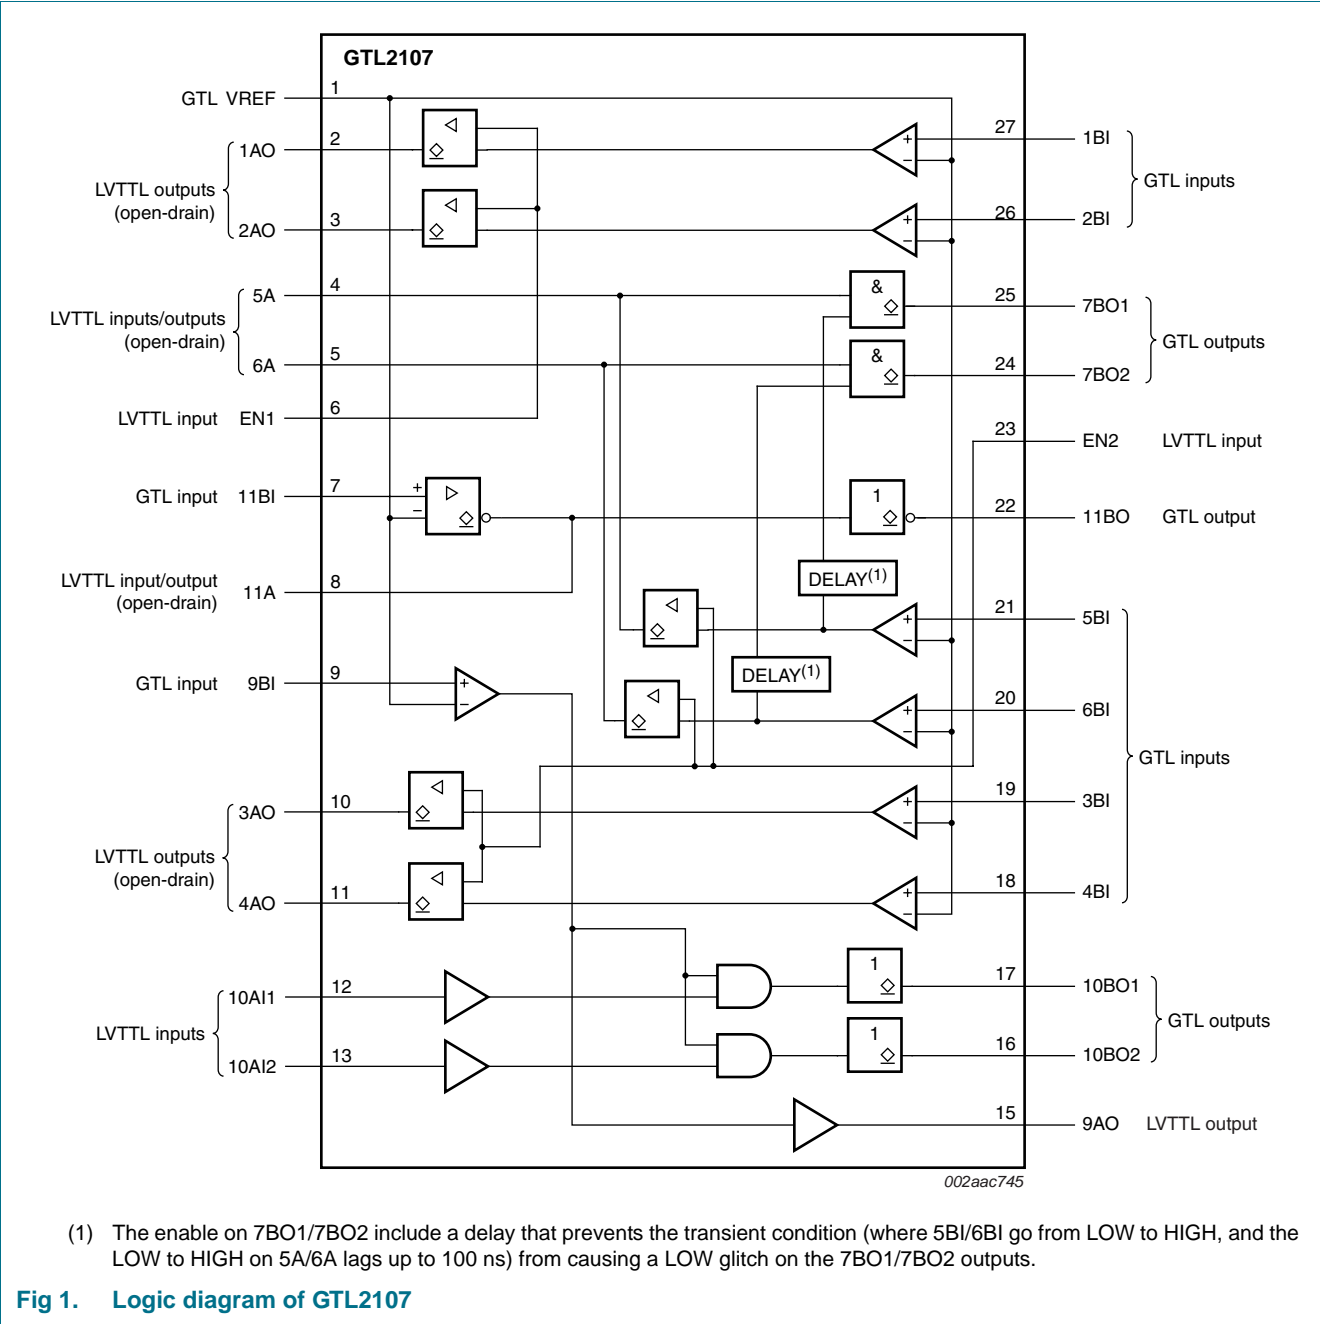 GTL2107
GTL VREF 1
1AO 2
LVTTL outputs
(open-drain)
2AO 3
27 1BI
GTL inputs
26 2BI
+
−
+
−
5A 4
LVTTL inputs/outputs
(open-drain)
6A 5
&
25 7BO1
GTL outputs
&
24 7BO2
LVTTL input EN1 6
23 EN2 LVTTL input
GTL input 11BI 7
+
−
1
22 11BO GTL output
LVTTL input/output
(open-drain)
11A 8
DELAY(1)
21 5BI
+
−
GTL input 9BI 9
+
−
DELAY(1)
20 6BI
+
−
GTL inputs
3AO 10
LVTTL outputs
(open-drain)
4AO 11
19 3BI
+
−
18 4BI
+
−
10AI1 12
LVTTL inputs
10AI2 13
1
17 10BO1
GTL outputs
1
16 10BO2
15 9AO LVTTL output
002aac745
(1) The enable on 7BO1/7BO2 include a delay that prevents the transient condition (where 5BI/6BI go from LOW to HIGH, and the
LOW to HIGH on 5A/6A lags up to 100 ns) from causing a LOW glitch on the 7BO1/7BO2 outputs.
Fig 1. Logic diagram of GTL2107